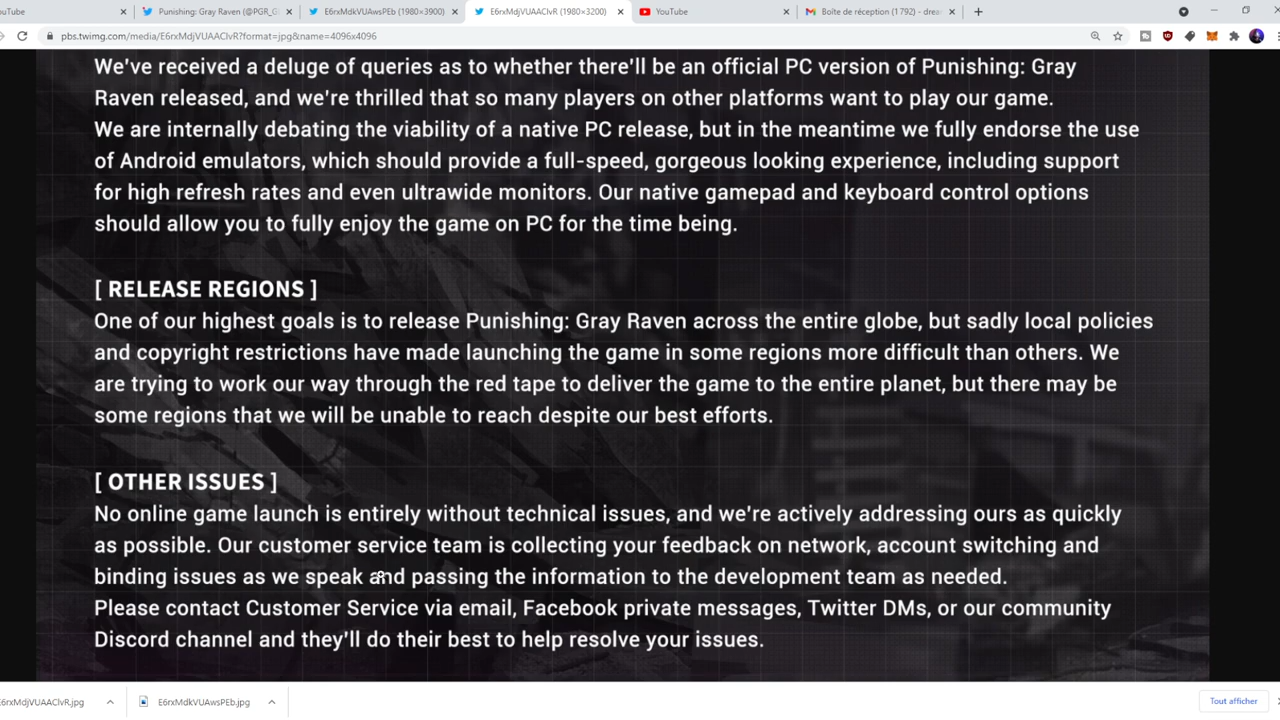 ouTube
Punishing: Gray Raven (@PGR_G
E6rxMdkVUAwsPEb (1980×3900)
E6rxMdjVUAAClvR (1980×3200)
YouTube
Boîte de réception (1 792) - drea
pbs.twimg.com/media/E6rxMdjVUAAClvR?format=jpg&name=4096x4096
We've received a deluge of queries as to whether there'll be an official PC version of Punishing: Gray
Raven released, and we're thrilled that so many players on other platforms want to play our game.
We are internally debating the viability of a native PC release, but in the meantime we fully endorse the use
of Android emulators, which should provide a full-speed, gorgeous looking experience, including support
for high refresh rates and even ultrawide monitors. Our native gamepad and keyboard control options
should allow you to fully enjoy the game on PC for the time being.
[ RELEASE REGIONS ]
One of our highest goals is to release Punishing: Gray Raven across the entire globe, but sadly local policies
and copyright restrictions have made launching the game in some regions more difficult than others. We
are trying to work our way through the red tape to deliver the game to the entire planet, but there may be
some regions that we will be unable to reach despite our best efforts.
[ OTHER ISSUES ]
No online game launch is entirely without technical issues, and we're actively addressing ours as quickly
as possible. Our customer service team is collecting your feedback on network, account switching and
binding issues as we speak and passing the information to the development team as needed.
Please contact Customer Service via email, Facebook private messages, Twitter DMs, or our community
Discord channel and they'll do their best to help resolve your issues.
E6rxMdjVUAAClvR.jpg
E6rxMdkVUAwsPEb.jpg
Tout afficher